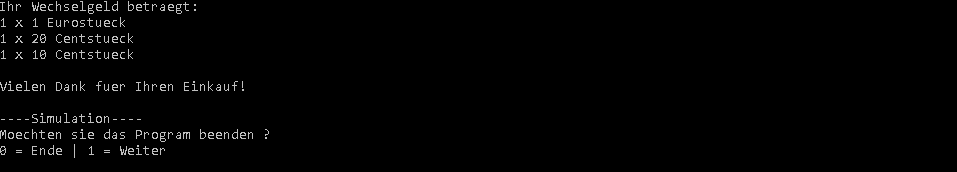 Ihr Wechselgeld betraegt:
1 x 1 Eurostueck
1 x 20 Centstueck
1 x 10 Centstueck
Vielen Dank fuer Ihren Einkauf!
----Simulation----
Moechten sie das Program beenden ?
0 = Ende | 1 = Weiter